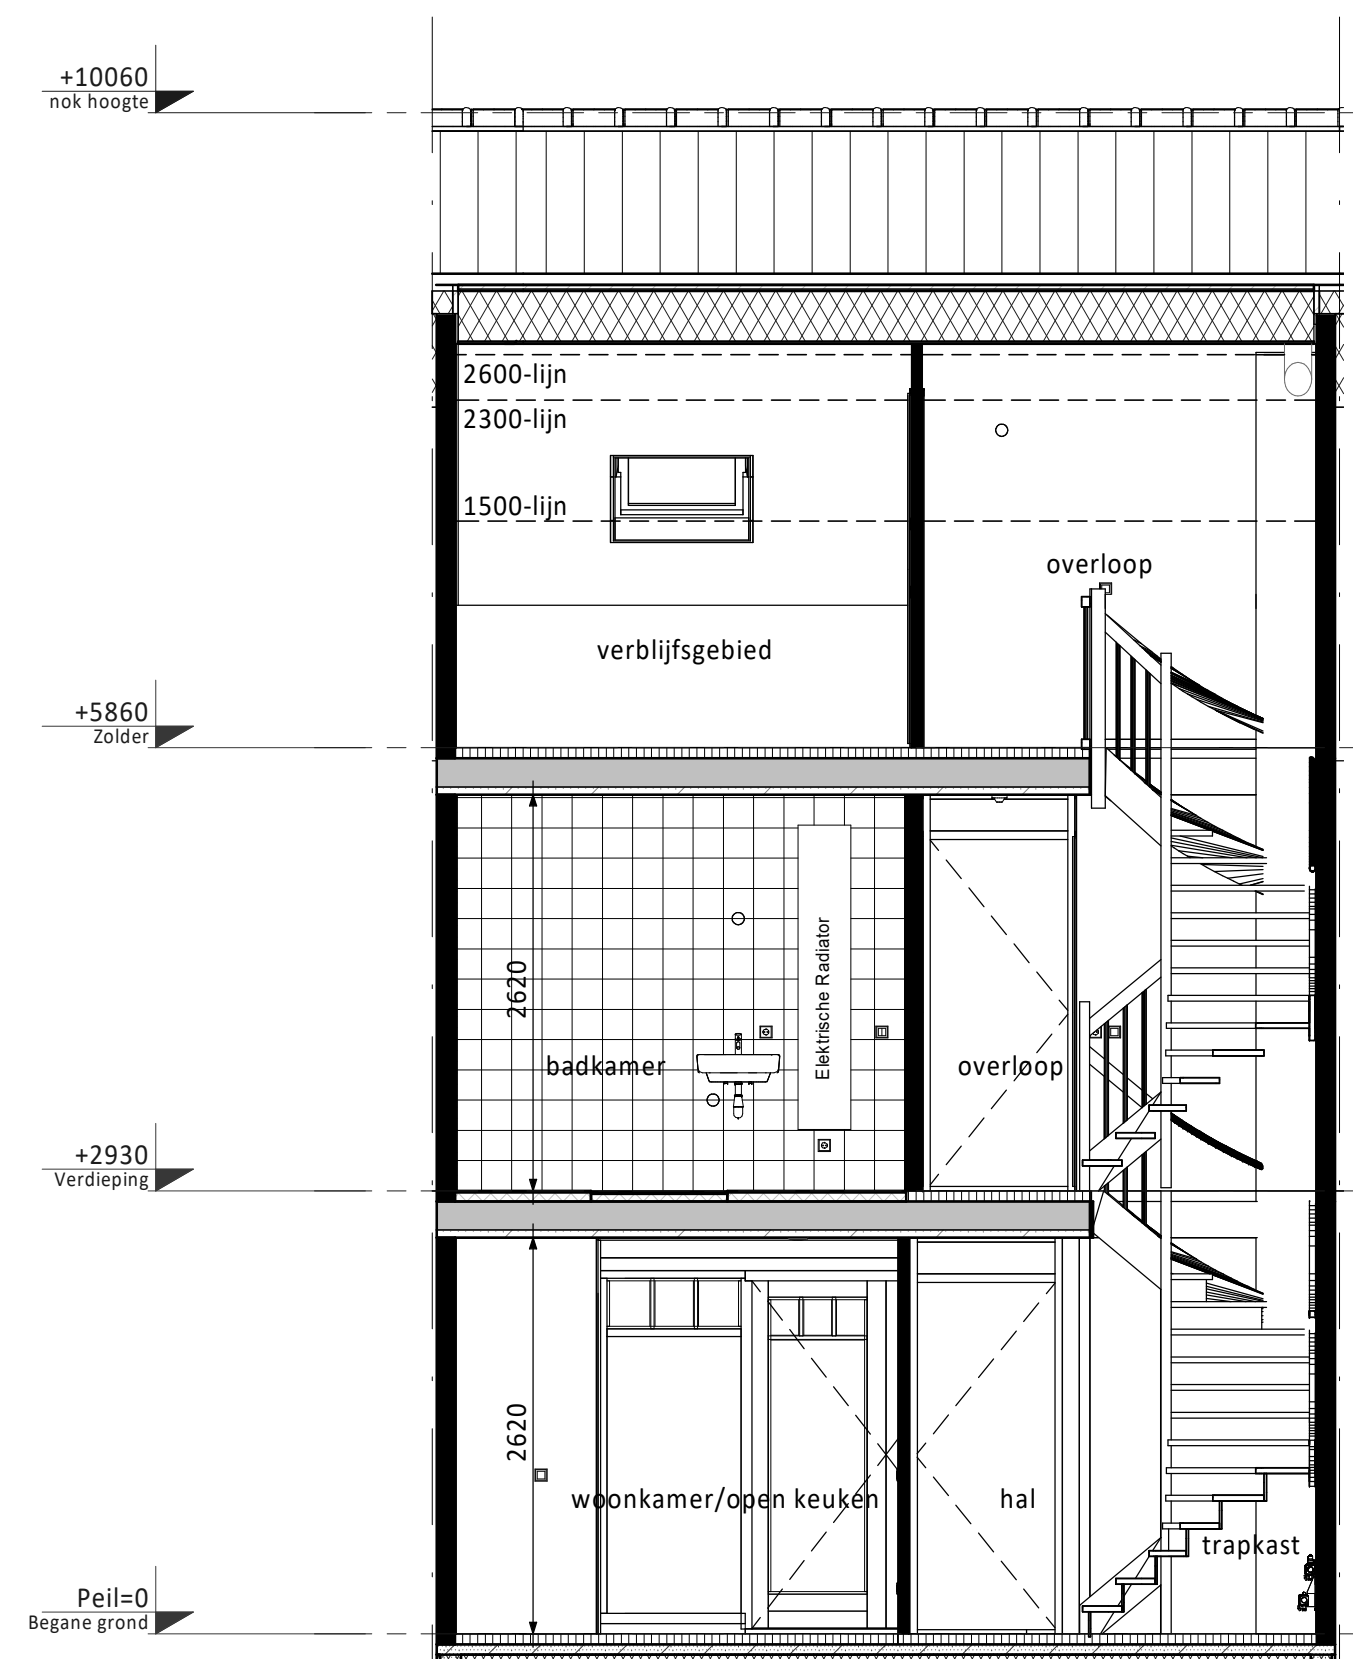 +10060
nok hoogte
2600-lijn
2300-lijn
1500-lijn
overloop
verblijfsgebied
+5860
Zolder
2620
Elektrische Radiator
badkamer
overloop
+2930
Verdieping
2620
woonkamer/open keuken
hal
trapkast
Peil=0
Begane grond